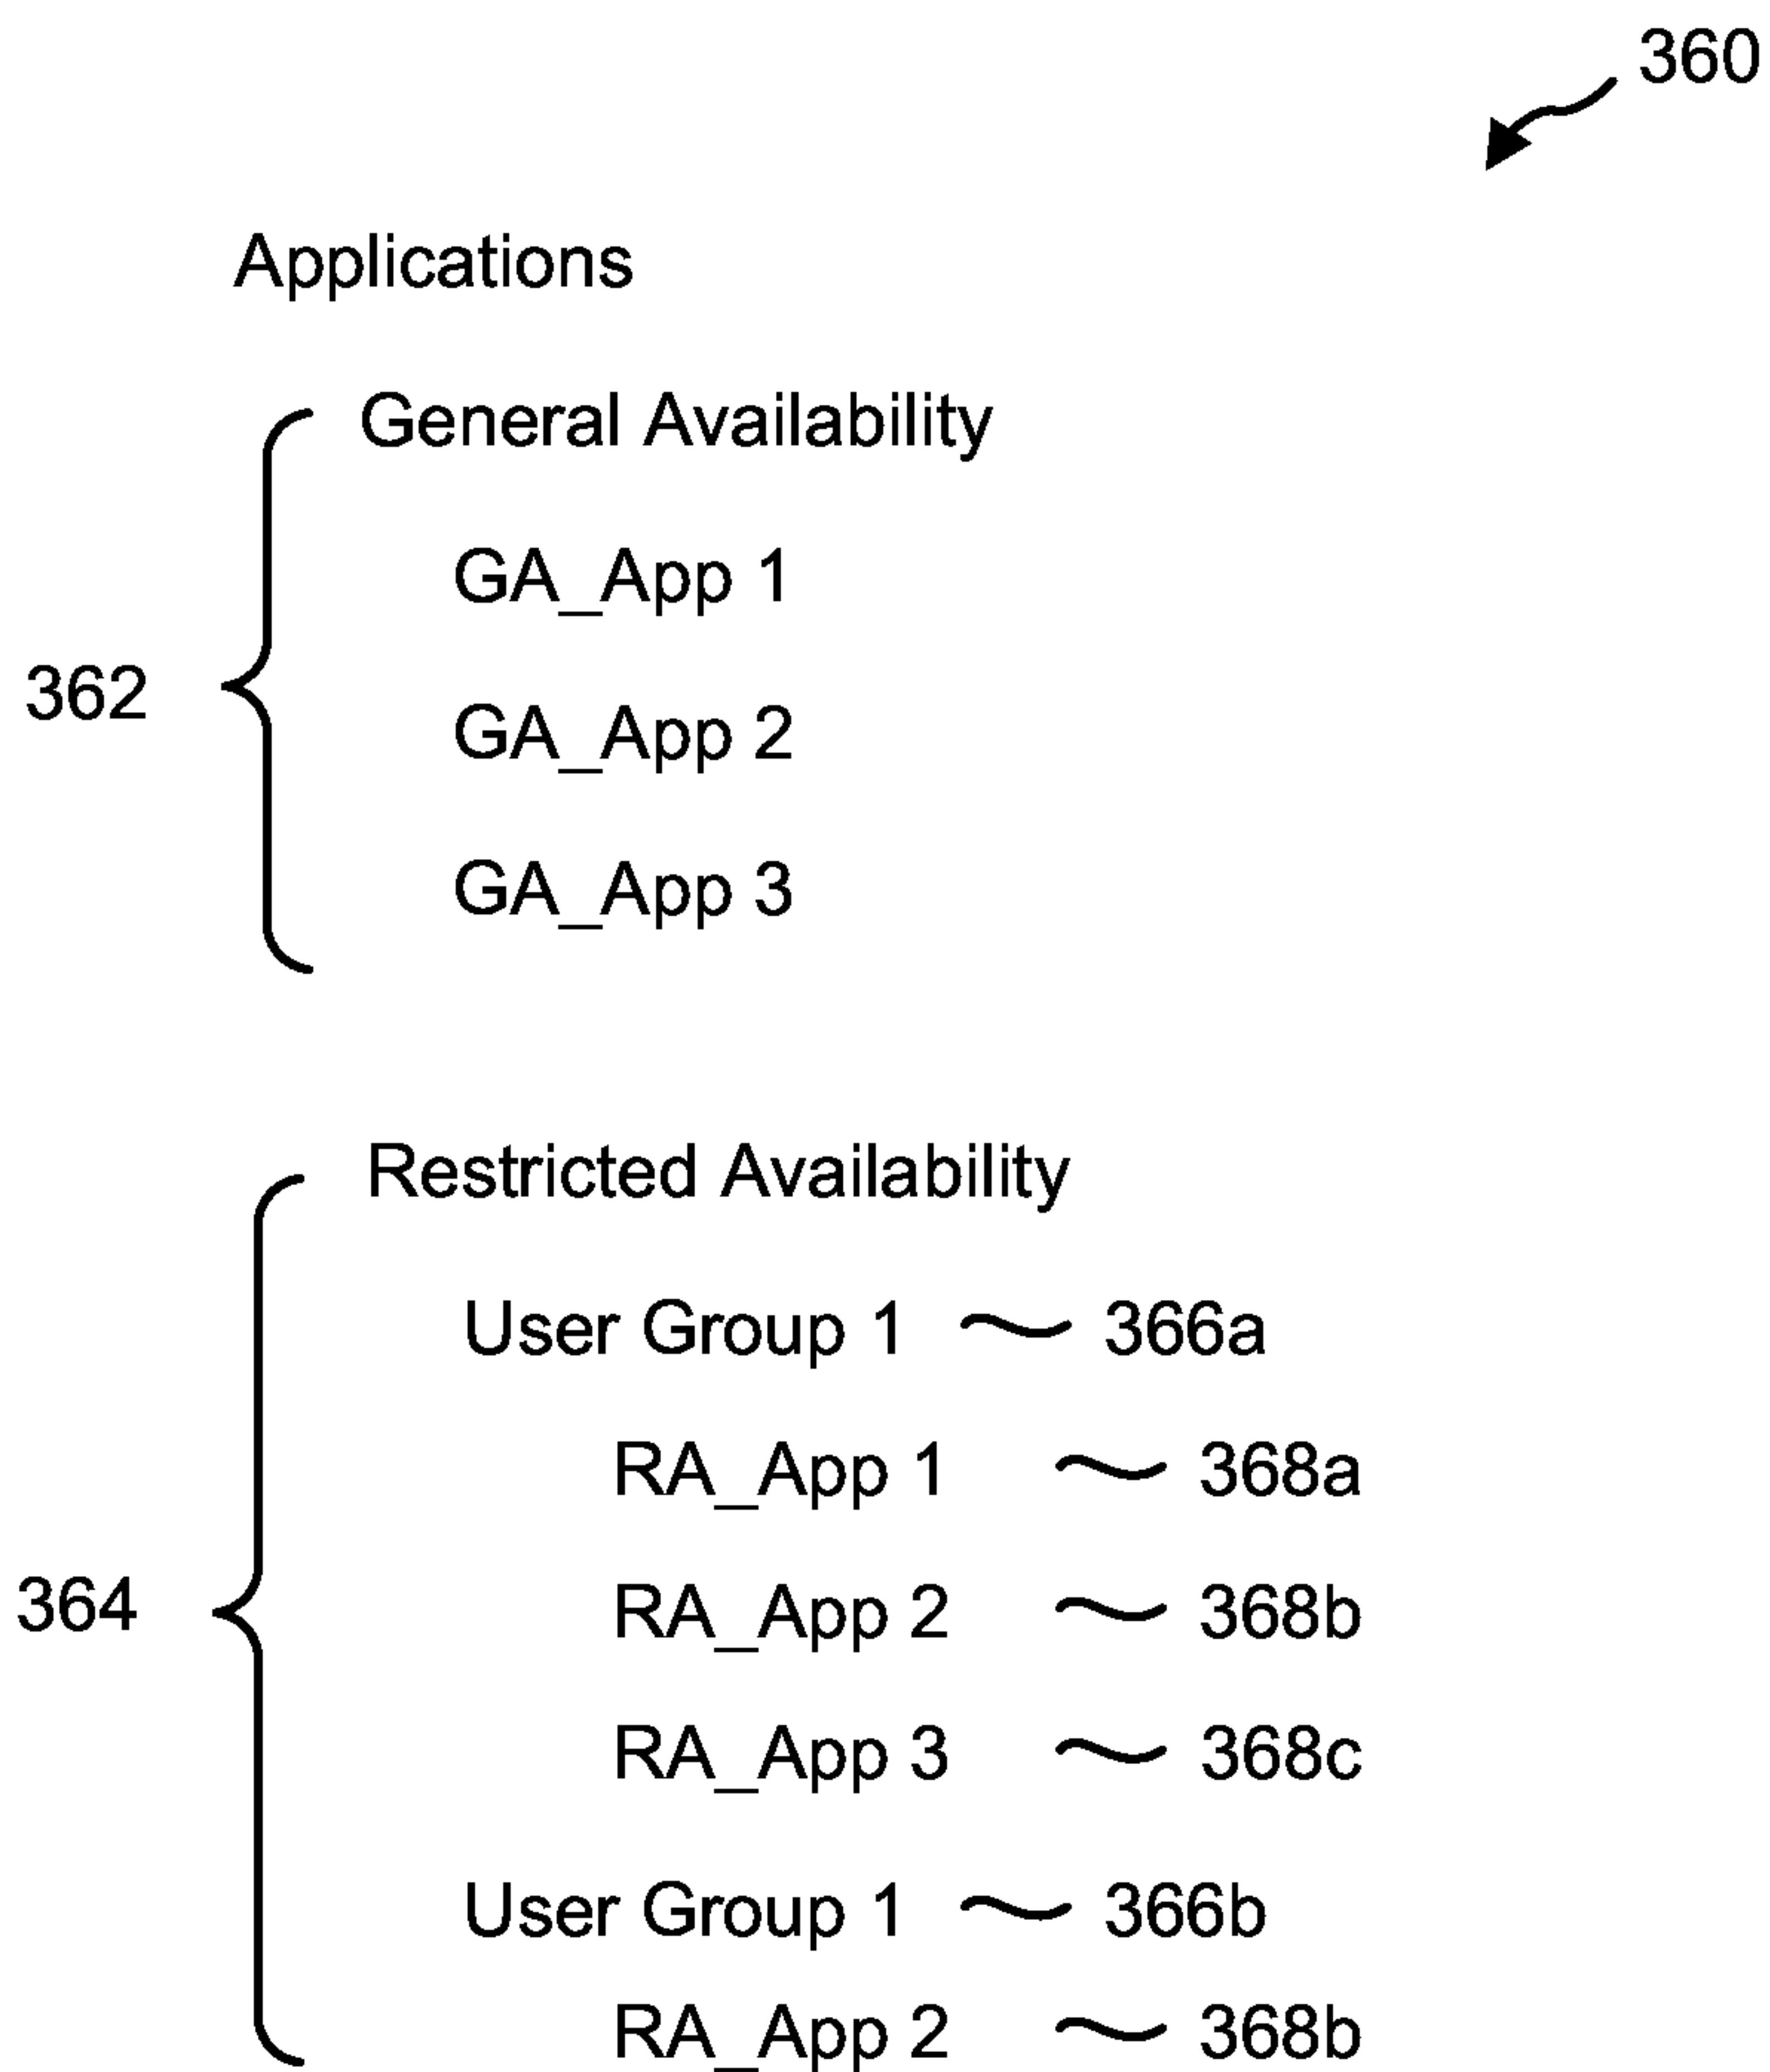 360
Applications
General Availability
GA_App 1
362
GA_App 2
GA_App 3
Restricted Availability
User Group 1 366a
RA_App 1 368a
364
RA_App 2 368b
RA_App 3 368c
User Group 1 366b
RA_App 2 368b